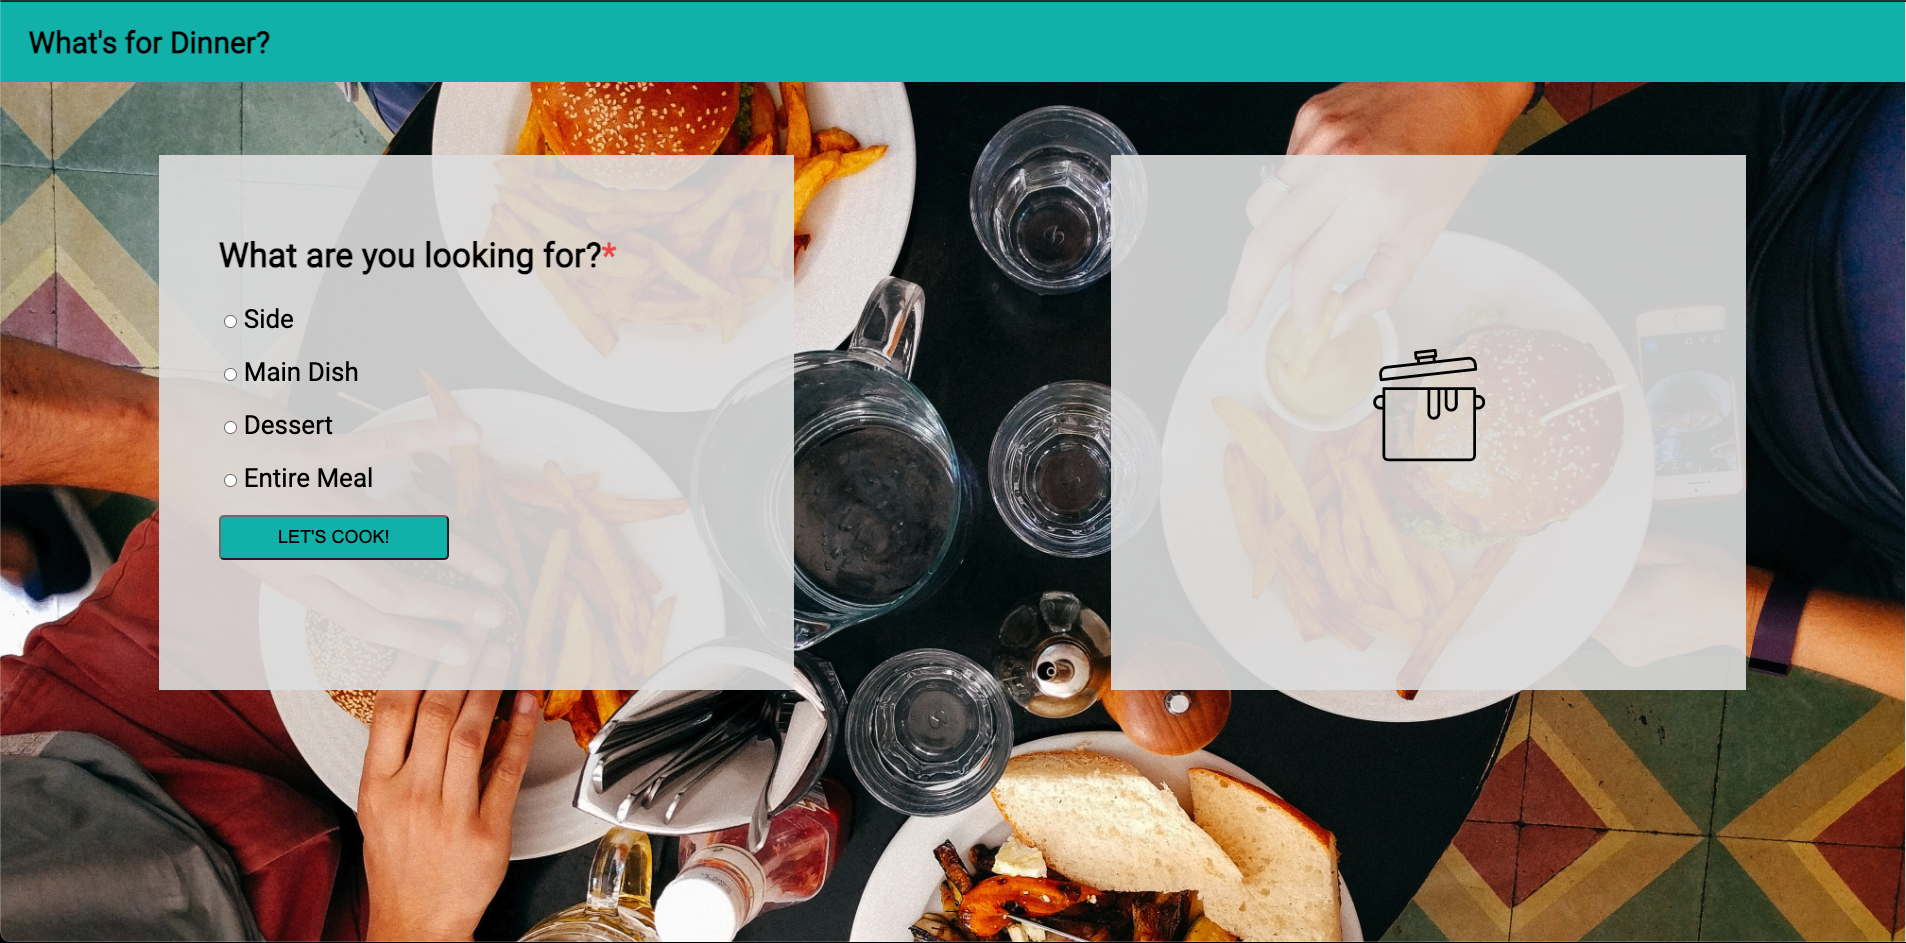 What's for Dinner?
What are you looking for?*
Side
Main Dish
Dessert
Entire Meal
LET'S COOK!